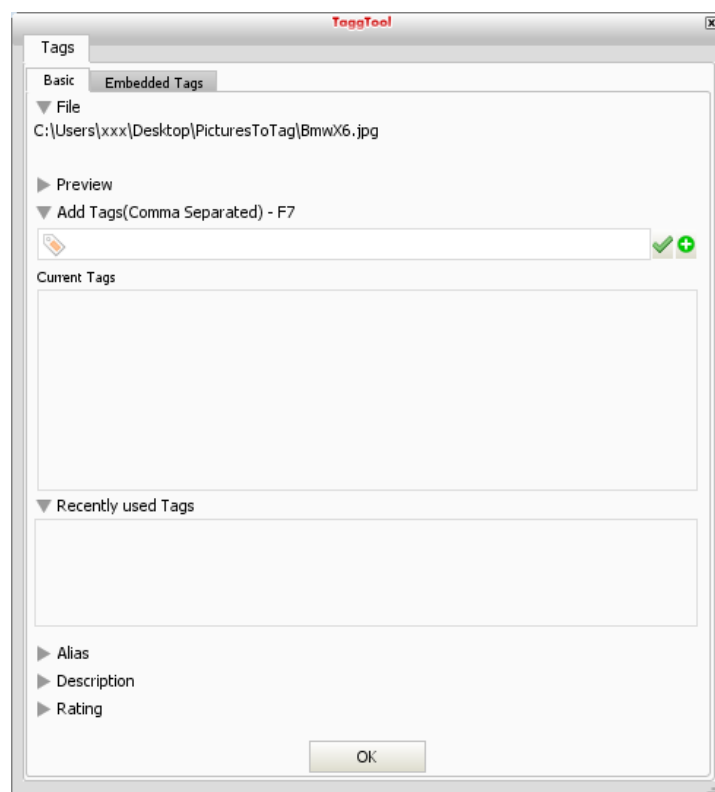 TaggTool
Tags
Basic Embedded Tags
File
C:\Users\xxx\Desktop\PicturesToTag\BmwX6.jpg
Preview
Add Tags(Comma Separated) - F7
Current Tags
Recently used Tags
Alias
Description
Rating
OK